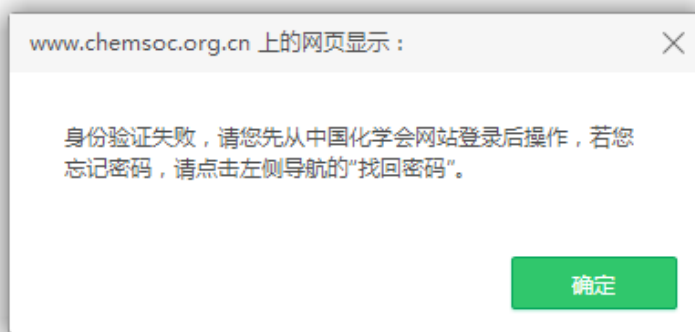 www.chemsoc.org.cn 上的网页显示：
身份验证失败，请您先从中国化学会网站登录后操作，若您
忘记密码，请点击左侧导航的“找回密码”。
确定